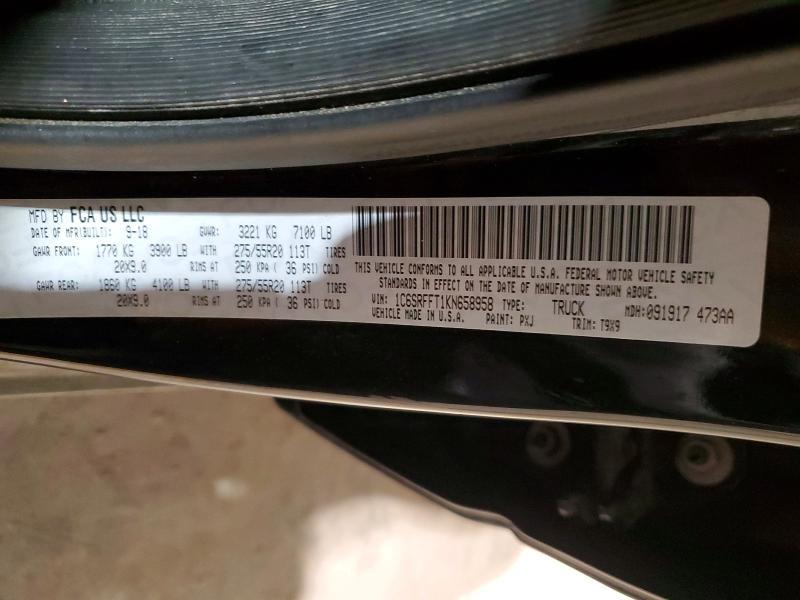 MFD BY FCA US LLC
DATE OF MFR(BUILT): 9-18 GVWR: 3221 KG 7100 LB
GAWR FRONT: 1770 KG 3900 LB WITH 275/55R20 113T TIRES
20X9.0 RIMS AT 250 KPA ( 36 PSI) COLD
GAWR REAR: 1860 KG 4100 LB WITH 275/55R20 113T TIRES
20X9.0 RIMS AT 250 KPA ( 36 PSI) COLD
THIS VEHICLE CONFORMS TO ALL APPLICABLE U.S.A. FEDERAL MOTOR VEHICLE SAFETY
STANDARDS IN EFFECT ON THE DATE OF MANUFACTURE SHOWN ABOVE.
VIN: 1C6SRFFT1KN658958 TYPE: TRUCK MDH: 091917 473AA
VEHICLE MADE IN U.S.A. PAINT: PXJ TRIM: T9X9